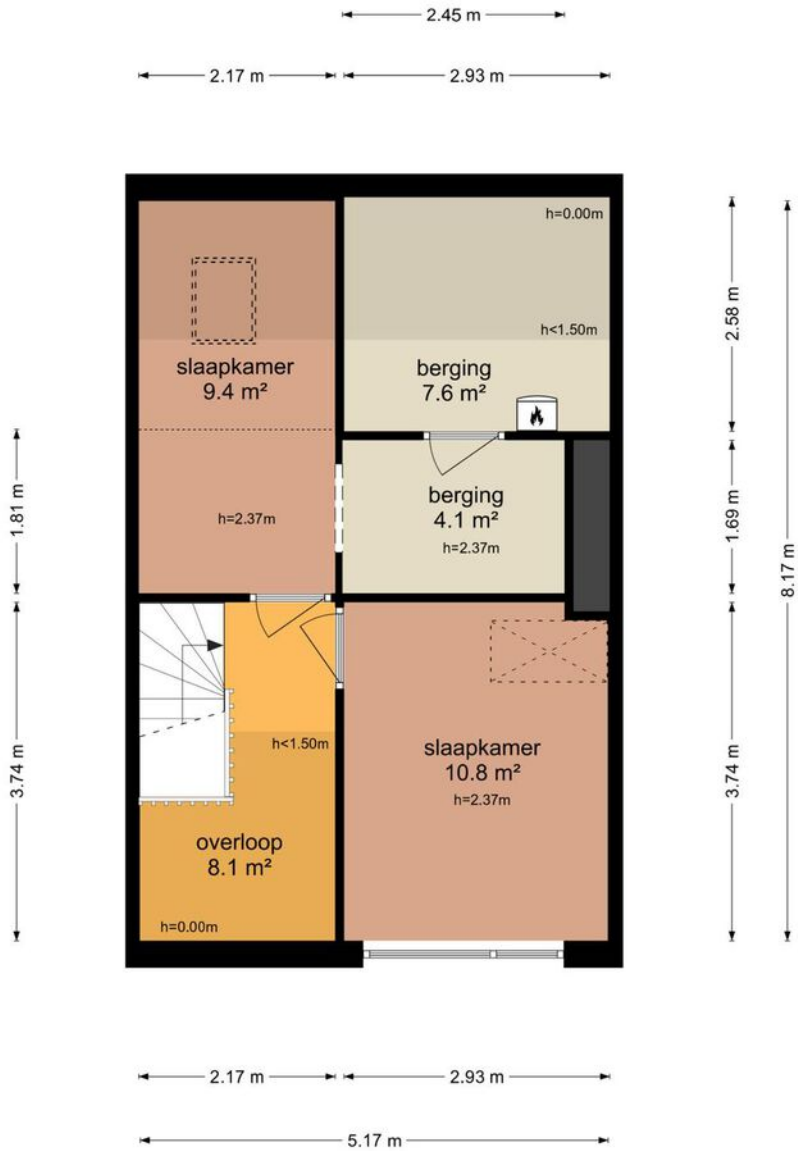 2.45 m
2.17 m
2.93 m
h=0.00m
h<1.50m
slaapkamer
9.4 m²
berging
7.6 m²
2.58 m
h=2.37m
berging
4.1 m²
h=2.37m
1.81 m
1.69 m
8.17 m
h<1.50m
slaapkamer
10.8 m²
h=2.37m
3.74 m
3.74 m
overloop
8.1 m²
h=0.00m
2.17 m
2.93 m
5.17 m